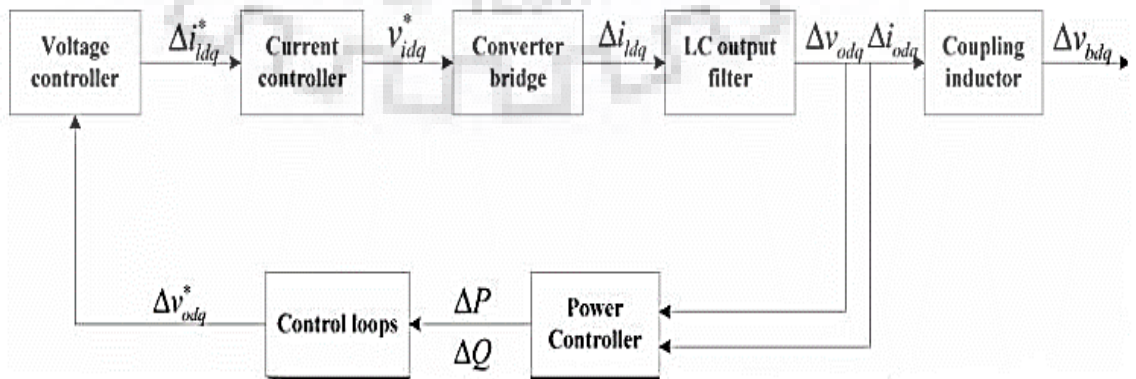 Voltage controller
Δi*ldq
Current controller
v*idq
Converter bridge
Δildq
LC output filter
Δvodq Δiodq
Coupling inductor
Δvbdq
Δv*odq
Control loops
ΔP
ΔQ
Power Controller